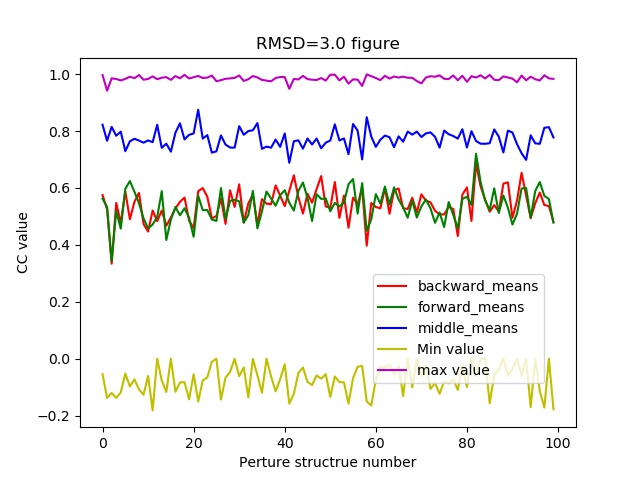 RMSD=3.0 figure
CC value
1.0
0.8
0.6
0.4
0.2
0.0
−0.2
backward_means
forward_means
middle_means
Min value
max value
0 20 40 60 80 100
Perture structrue number